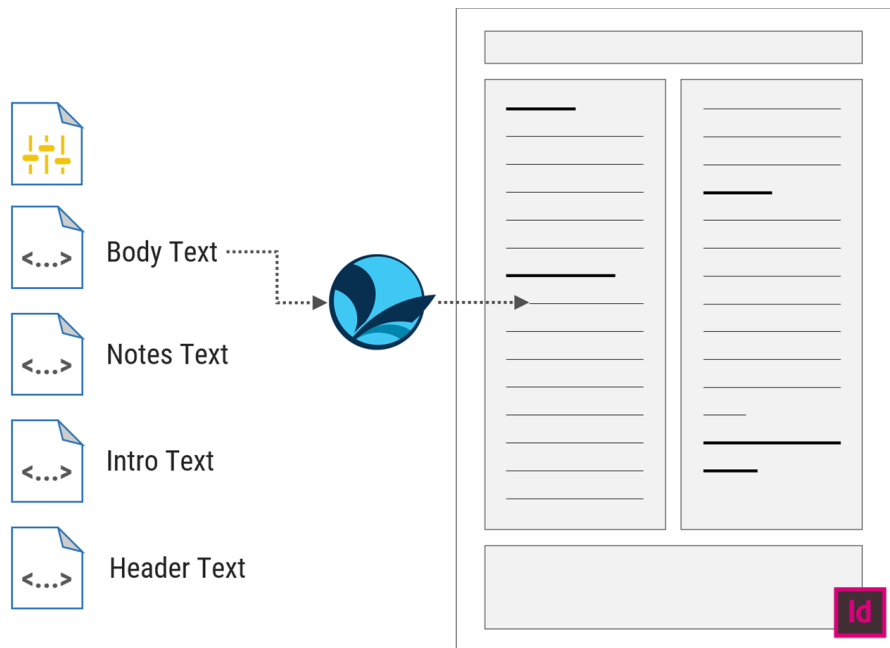 <...>
Body Text
<...>
Notes Text
<...>
Intro Text
<...>
Header Text
Id